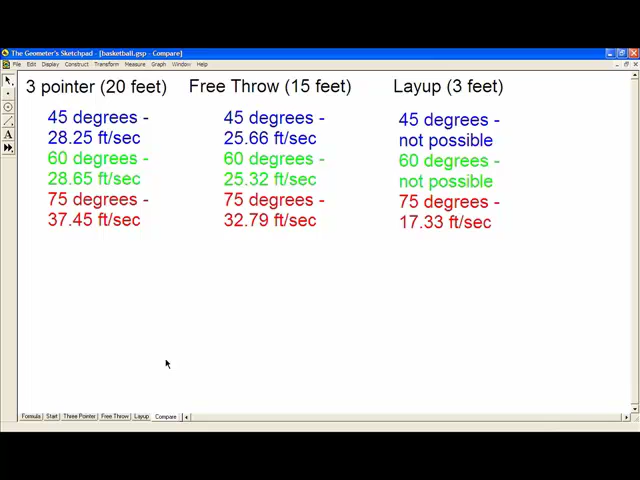 The Geometer's Sketchpad - [basketball.gsp - Compare]
File Edit Display Construct Transform Measure Graph Window Help
3 pointer (20 feet) Free Throw (15 feet) Layup (3 feet)
45 degrees -
28.25 ft/sec
60 degrees -
28.65 ft/sec
75 degrees -
37.45 ft/sec
45 degrees -
25.66 ft/sec
60 degrees -
25.32 ft/sec
75 degrees -
32.79 ft/sec
45 degrees -
not possible
60 degrees -
not possible
75 degrees -
17.33 ft/sec
A
Formula Start Three Pointer Free Throw Layup Compare